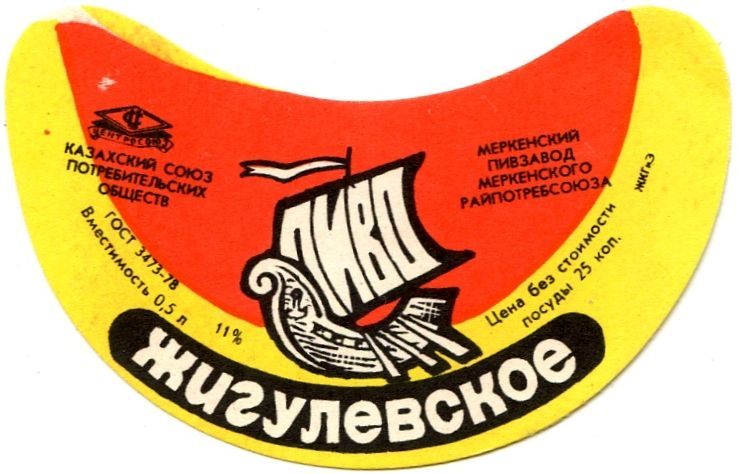 ЦЕНТРОСОЮЗ
КАЗАХСКИЙ СОЮЗ
ПОТРЕБИТЕЛЬСКИХ
ОБЩЕСТВ
ГОСТ 3473-78
Вместимость 0,5 л
11%
ПИВО
МЕРКЕНСКИЙ
ПИВЗАВОД
МЕРКЕНСКОГО
РАЙПОТРЕБСОЮЗА
Цена без стоимости
посуды 25 коп.
ЖИГУЛЕВСКОЕ